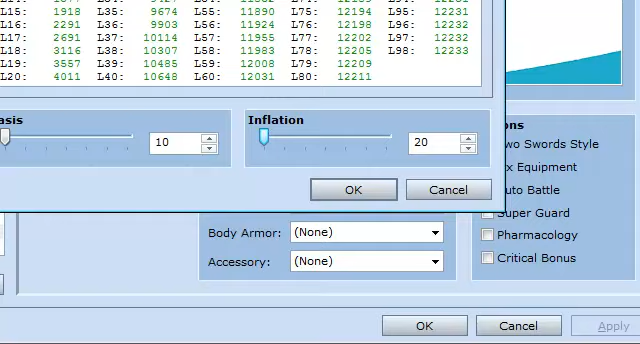 L15: 1918 L35: 9674 L55: 11890 L75: 12194 L95: 12231
L16: 2291 L36: 9903 L56: 11924 L76: 12198 L96: 12232
L17: 2691 L37: 10114 L57: 11955 L77: 12202 L97: 12232
L18: 3116 L38: 10307 L58: 11983 L78: 12205 L98: 12233
L19: 3557 L39: 10485 L59: 12008 L79: 12209
L20: 4011 L40: 10648 L60: 12031 L80: 12211
asis
10
Inflation
20
OK
Cancel
ons
wo Swords Style
x Equipment
uto Battle
Super Guard
Pharmacology
Critical Bonus
Body Armor: (None)
Accessory: (None)
OK
Cancel
Apply